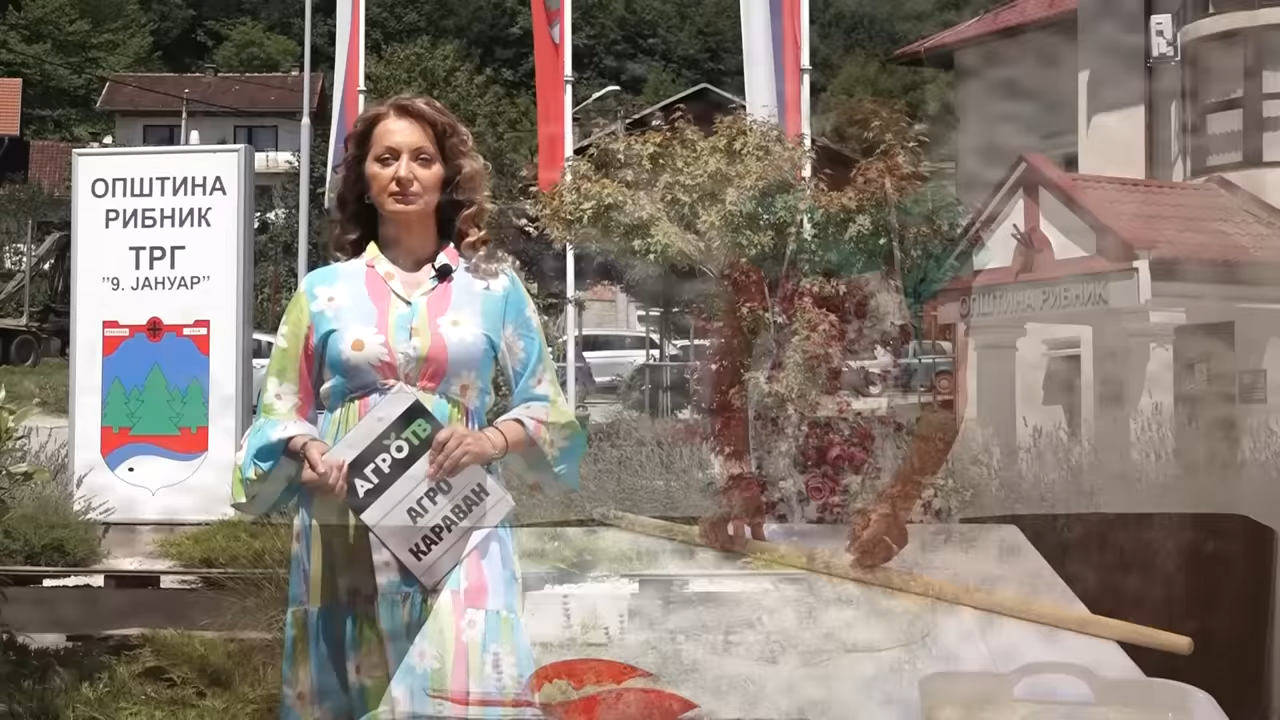 ОПШТИНА
РИБНИК
ТРГ
"9. ЈАНУАР"
АГРОТВ
АГРО
КАРАВАН
ОПШТИНА РИБНИК